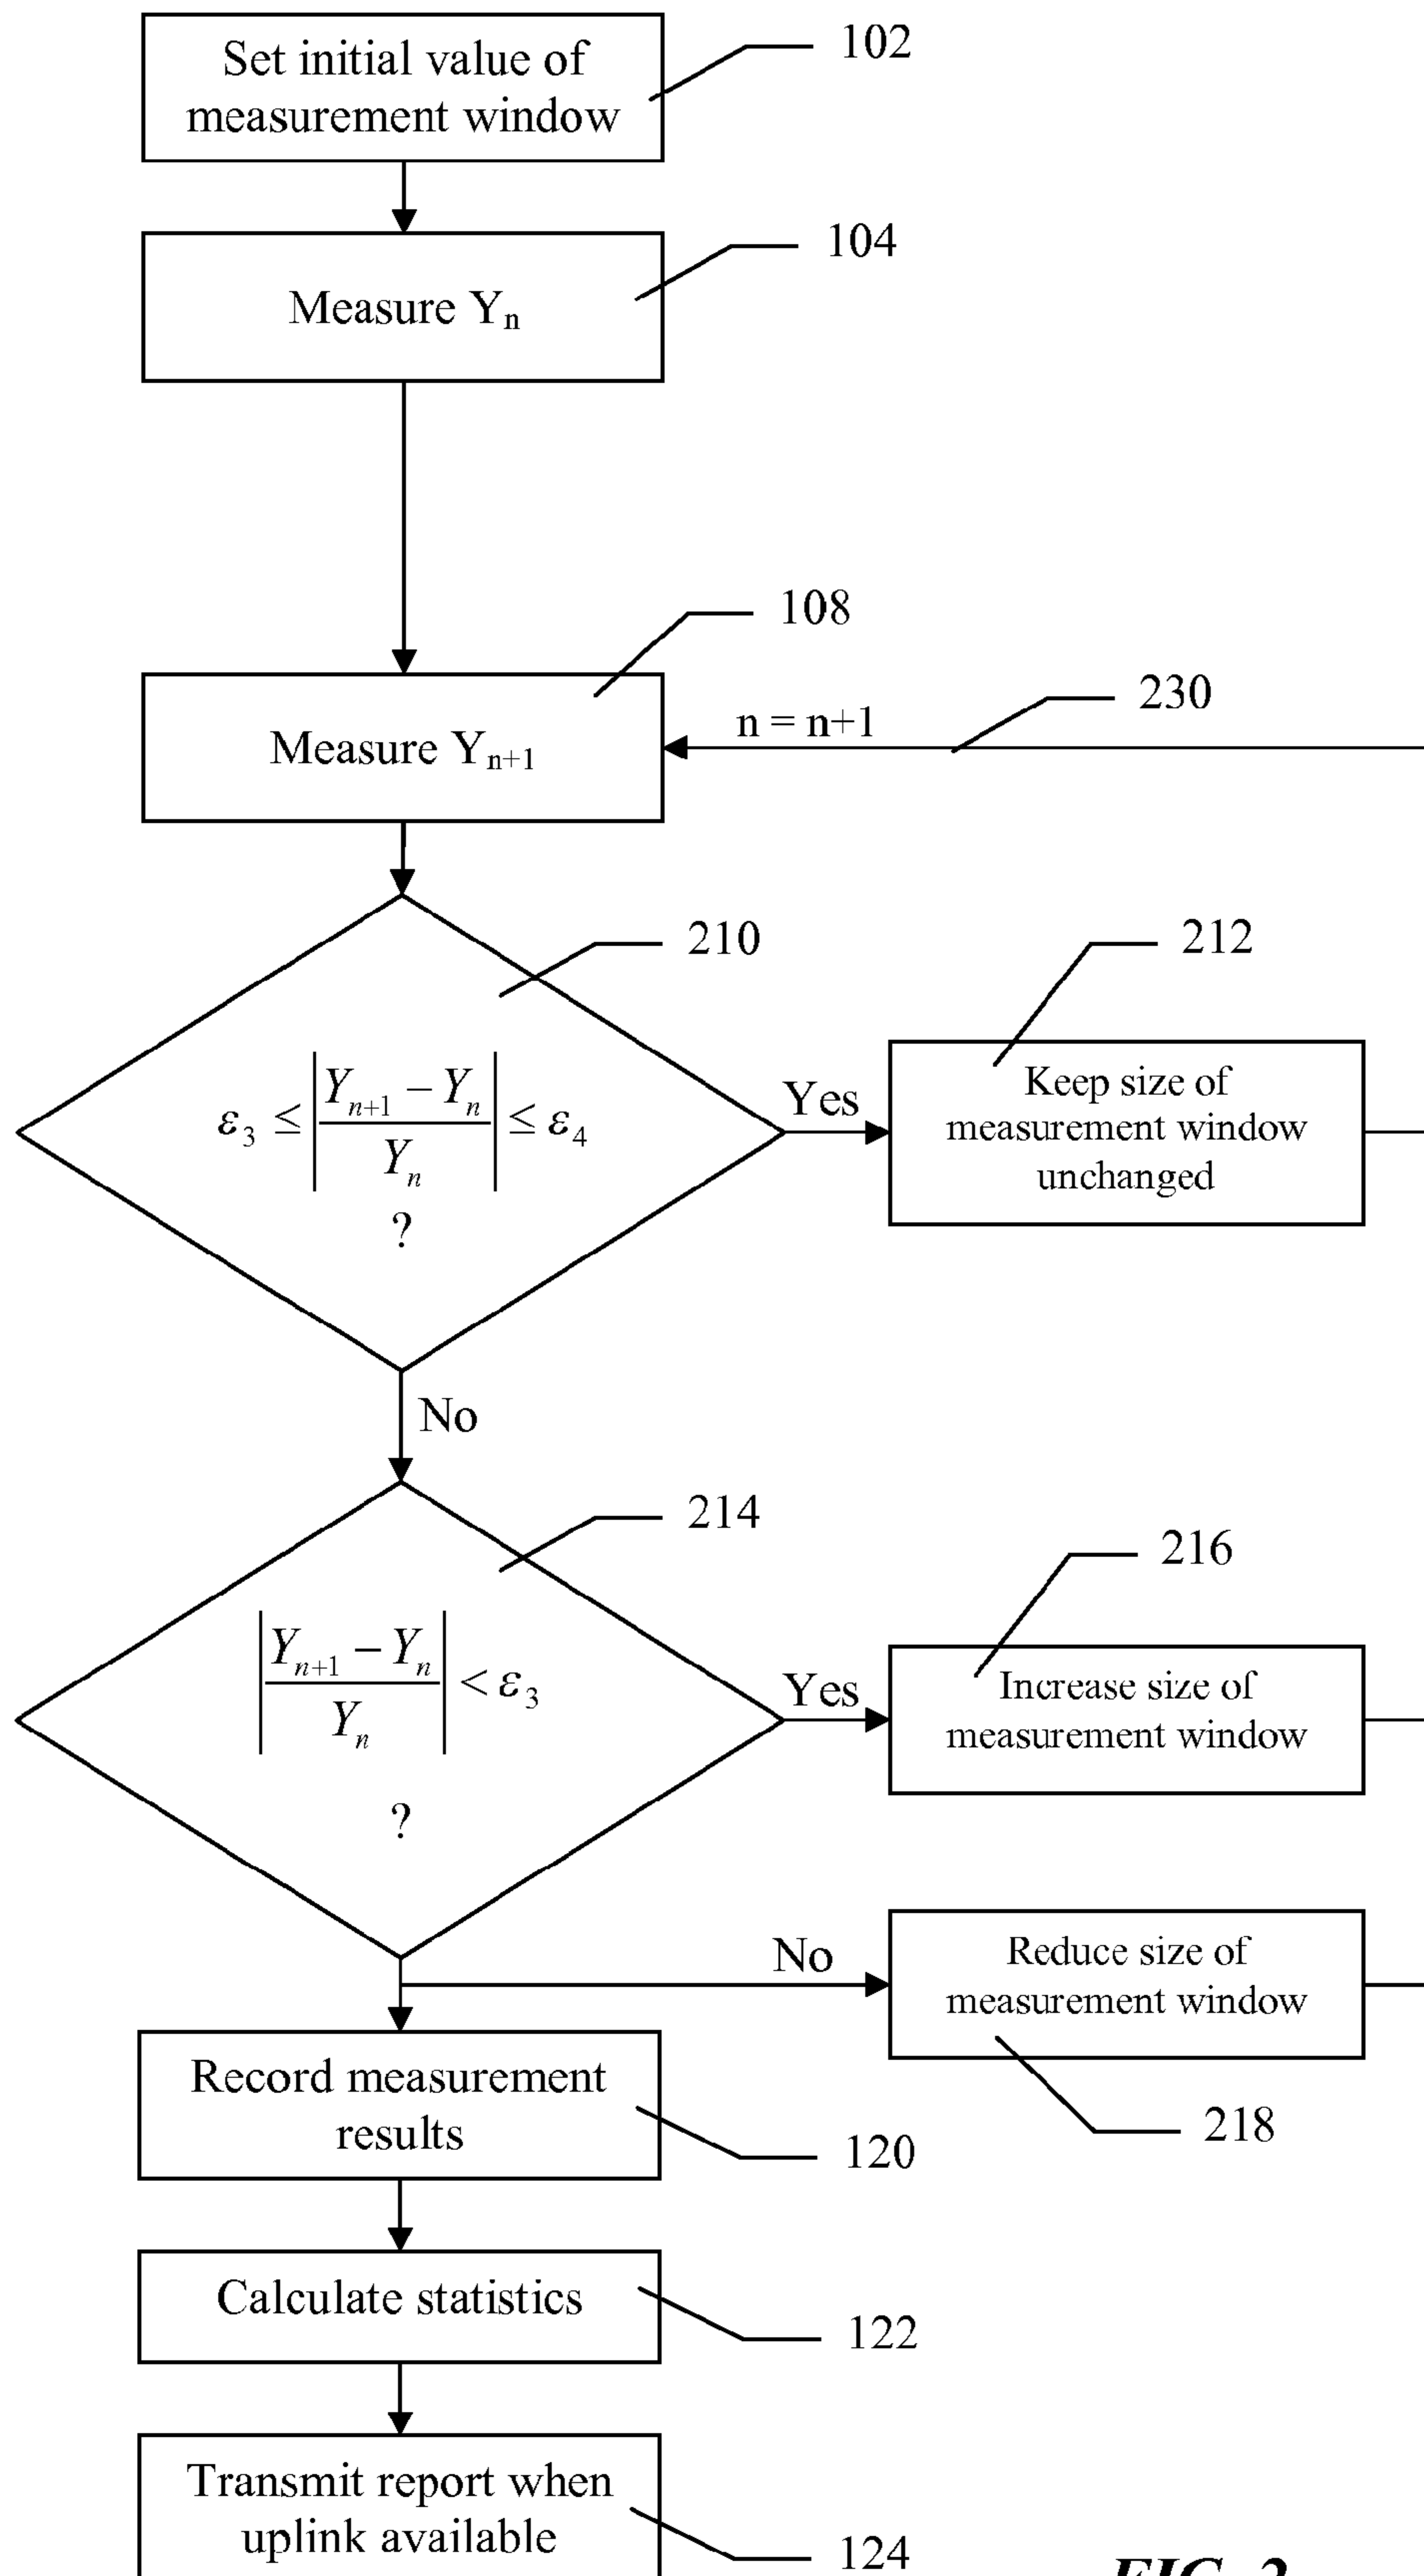 Set initial value of
measurement window
102
Measure Yn
104
108
Measure Yn+1
n = n+1
230
210
ε3 ≤ |(Yn+1 − Yn)/Yn| ≤ ε4
?
Yes
212
Keep size of
measurement window
unchanged
No
214
|(Yn+1 − Yn)/Yn| < ε3
?
Yes
216
Increase size of
measurement window
No
Reduce size of
measurement window
218
Record measurement
results
120
Calculate statistics
122
Transmit report when
uplink available
124